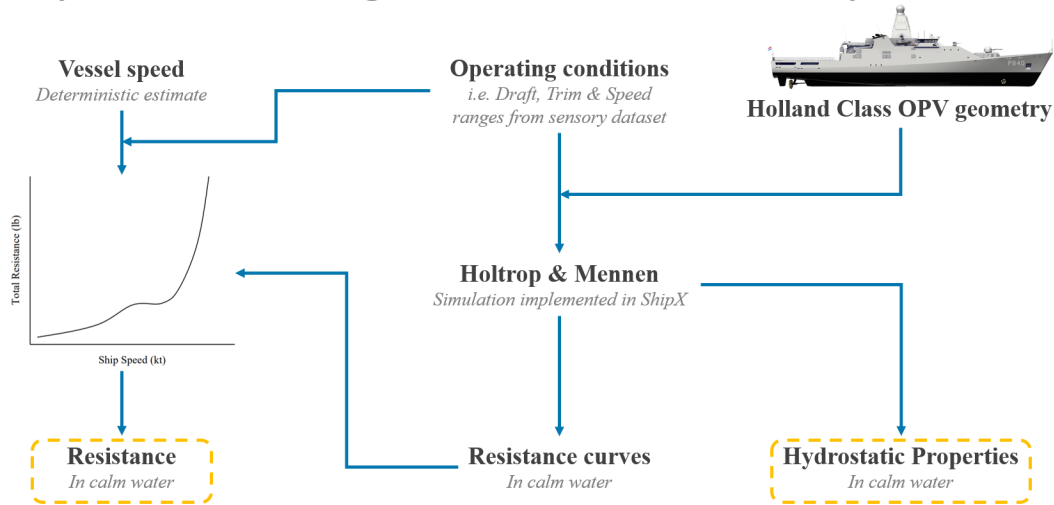 Vessel speed
Deterministic estimate
Operating conditions
i.e. Draft, Trim & Speed
ranges from sensory dataset
P840
Holland Class OPV geometry
Total Resistance (lb)
Ship Speed (kt)
Holtrop & Mennen
Simulation implemented in ShipX
Resistance
In calm water
Resistance curves
In calm water
Hydrostatic Properties
In calm water